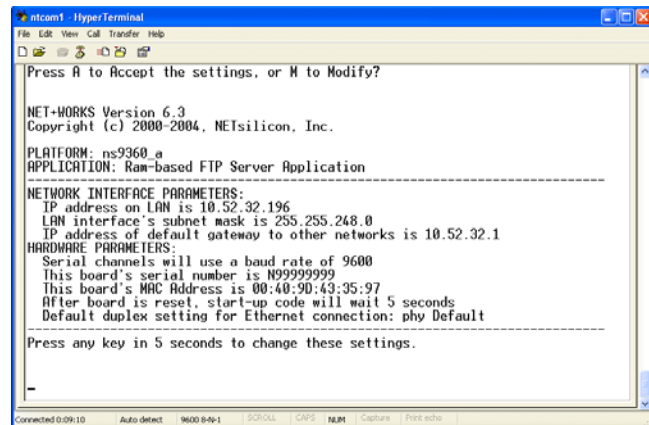 ntcom1 - HyperTerminal
File Edit View Call Transfer Help
Press A to Accept the settings, or M to Modify?
NET+WORKS Version 6.3
Copyright (c) 2000-2004, NETsilicon, Inc.
PLATFORM: ns9360_a
APPLICATION: Ram-based FTP Server Application
--------------------------------------------------------------------------------
NETWORK INTERFACE PARAMETERS:
IP address on LAN is 10.52.32.196
LAN interface's subnet mask is 255.255.248.0
IP address of default gateway to other networks is 10.52.32.1
HARDWARE PARAMETERS:
Serial channels will use a baud rate of 9600
This board's serial number is N99999999
This board's MAC Address is 00:40:9D:43:35:97
After board is reset, start-up code will wait 5 seconds
Default duplex setting for Ethernet connection: phy Default
--------------------------------------------------------------------------------
Press any key in 5 seconds to change these settings.
_
Connected 0:09:10 Auto detect 9600 8-N-1 SCROLL CAPS NUM Capture Print echo